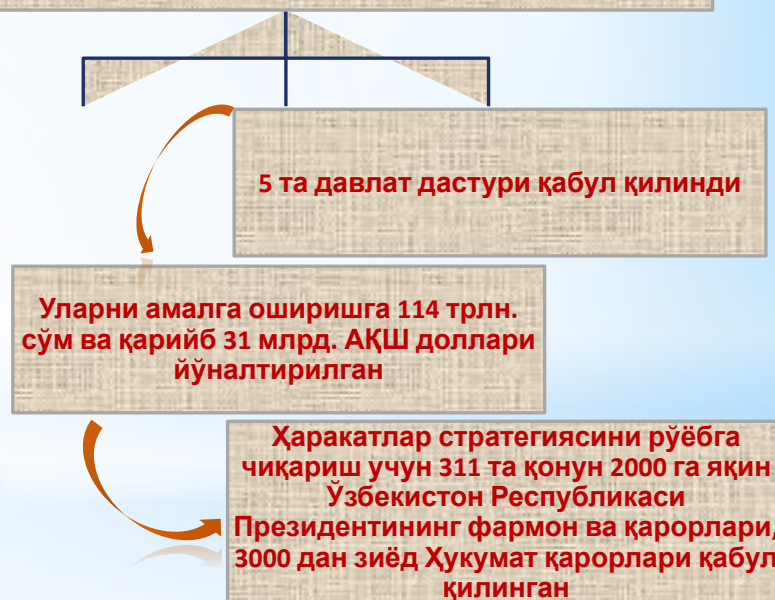 5 та давлат дастури қабул қилинди
Уларни амалга оширишга 114 трлн.
сўм ва қарийб 31 млрд. АҚШ доллари
йўналтирилган
Ҳаракатлар стратегиясини рўёбга
чиқариш учун 311 та қонун 2000 га яқин
Ўзбекистон Республикаси
Президентининг фармон ва қарорлари,
3000 дан зиёд Ҳукумат қарорлари қабул
қилинган